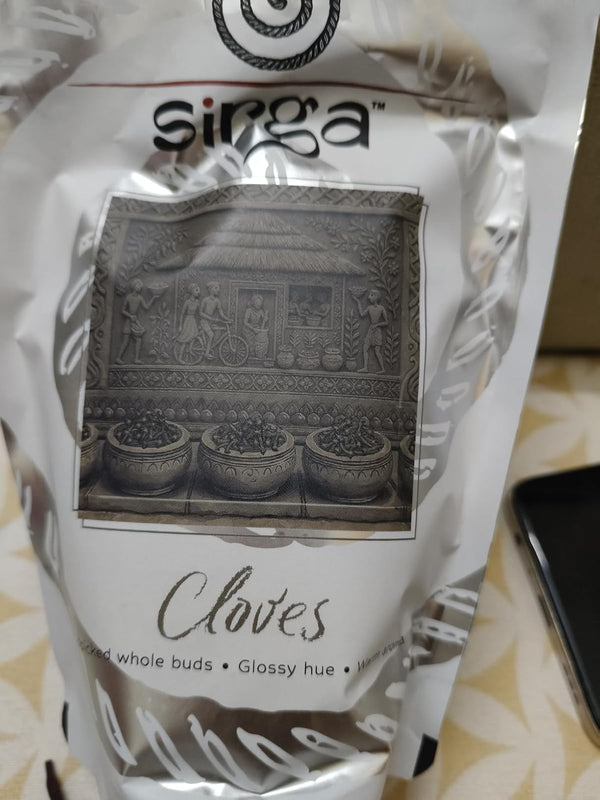 sirga™
Cloves
whole buds • Glossy hue •